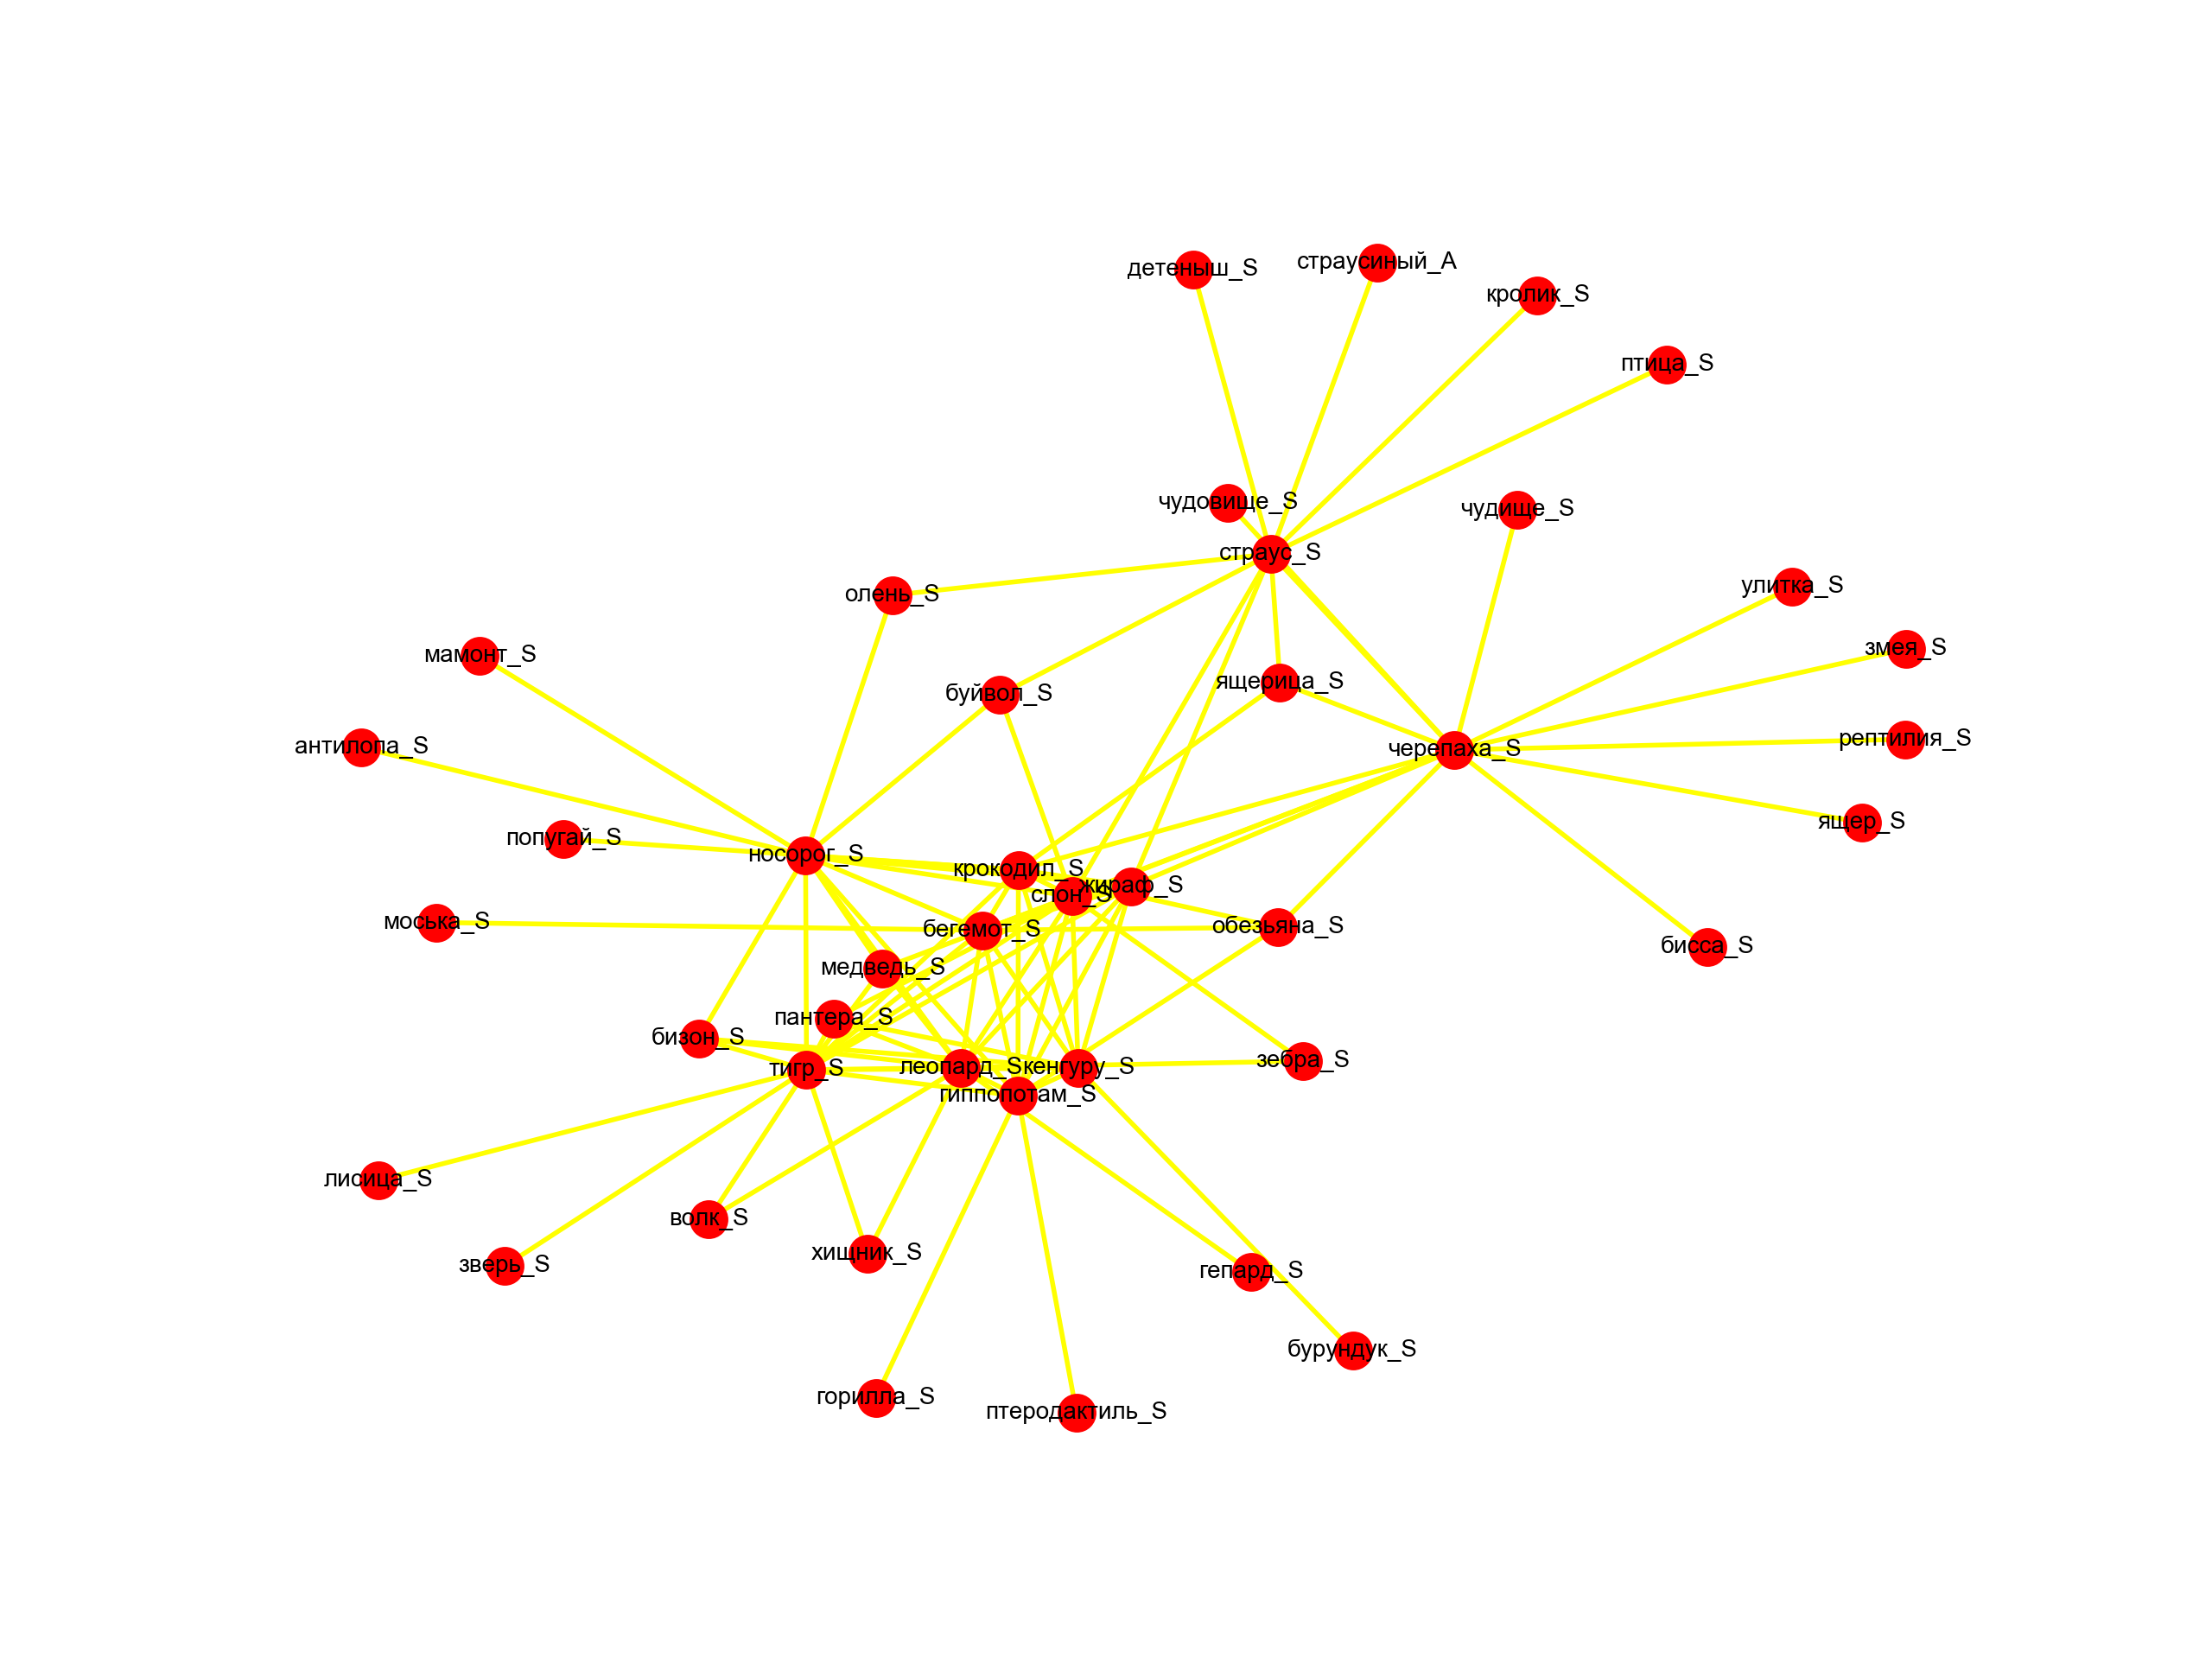 детеныш_S
страусиный_A
кролик_S
птица_S
чудовище_S
чудище_S
страус_S
улитка_S
олень_S
змея_S
мамонт_S
ящерица_S
буйвол_S
рептилия_S
антилопа_S
черепаха_S
ящер_S
попугай_S
носорог_S
крокодил_S
жираф_S
слон_S
моська_S
бегемот_S
обезьяна_S
бисса_S
медведь_S
пантера_S
бизон_S
зебра_S
тигр_S
леопард_S
кенгуру_S
гиппопотам_S
лисица_S
волк_S
хищник_S
зверь_S
гепард_S
бурундук_S
горилла_S
птеродактиль_S